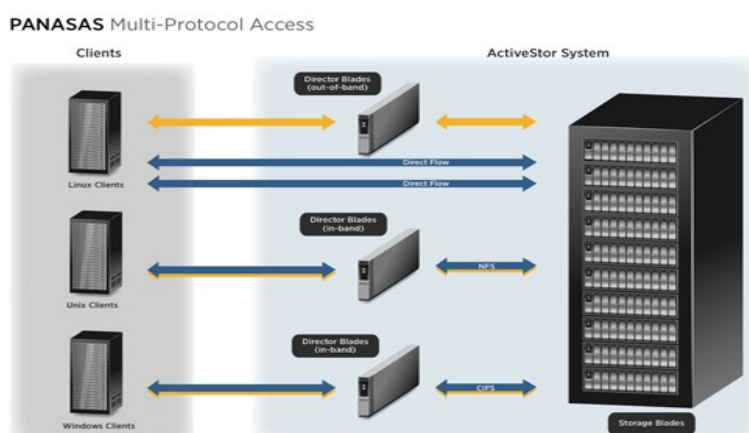 PANASAS Multi-Protocol Access
Clients
ActiveStor System
Director Blades
(out-of-band)
Direct Flow
Linux Clients
Direct Flow
Director Blades
(in-band)
NFS
Unix Clients
Director Blades
(in-band)
CIFS
Windows Clients
Storage Blades